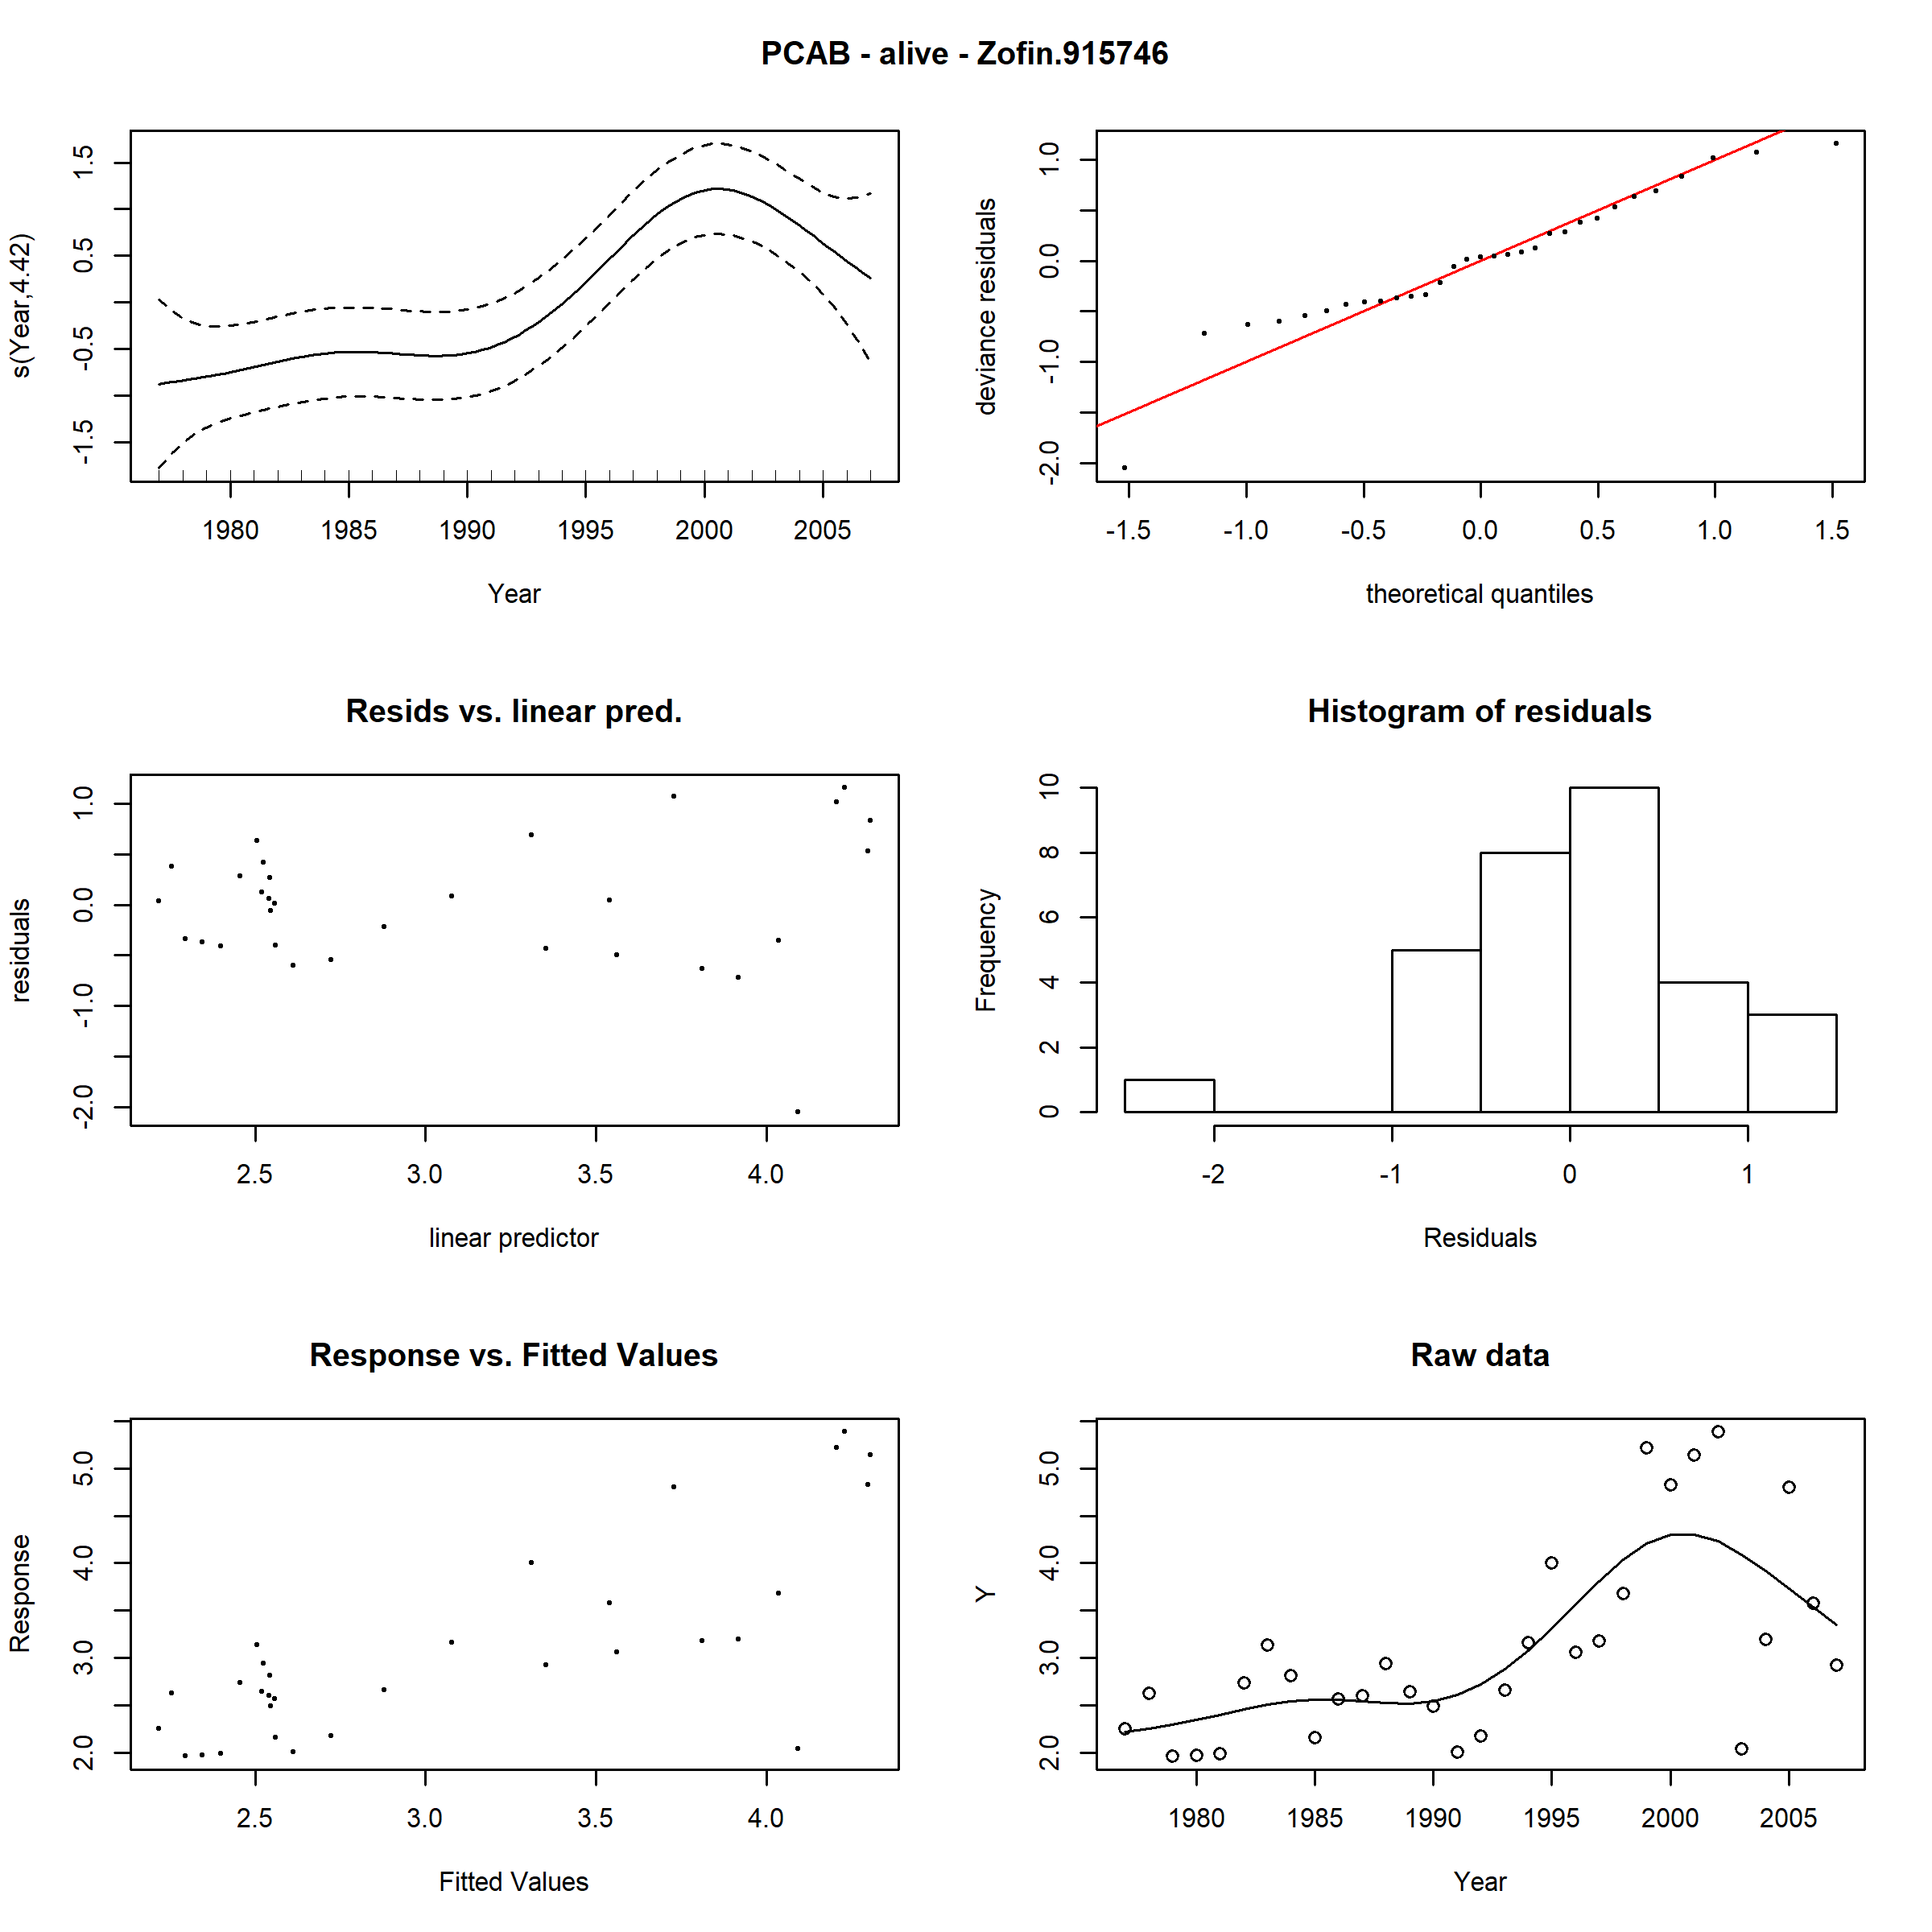 PCAB - alive - Zofin.915746
s(Year,4.42)
1.5
0.5
-0.5
-1.5
1980 1985 1990 1995 2000 2005
Year
deviance residuals
1.0
0.0
-1.0
-2.0
-1.5 -1.0 -0.5 0.0 0.5 1.0 1.5
theoretical quantiles
Resids vs. linear pred.
residuals
1.0
0.0
-1.0
-2.0
2.5 3.0 3.5 4.0
linear predictor
Histogram of residuals
Frequency
10
8
6
4
2
0
-2 -1 0 1
Residuals
Response vs. Fitted Values
Response
5.0
4.0
3.0
2.0
2.5 3.0 3.5 4.0
Fitted Values
Raw data
Y
5.0
4.0
3.0
2.0
1980 1985 1990 1995 2000 2005
Year